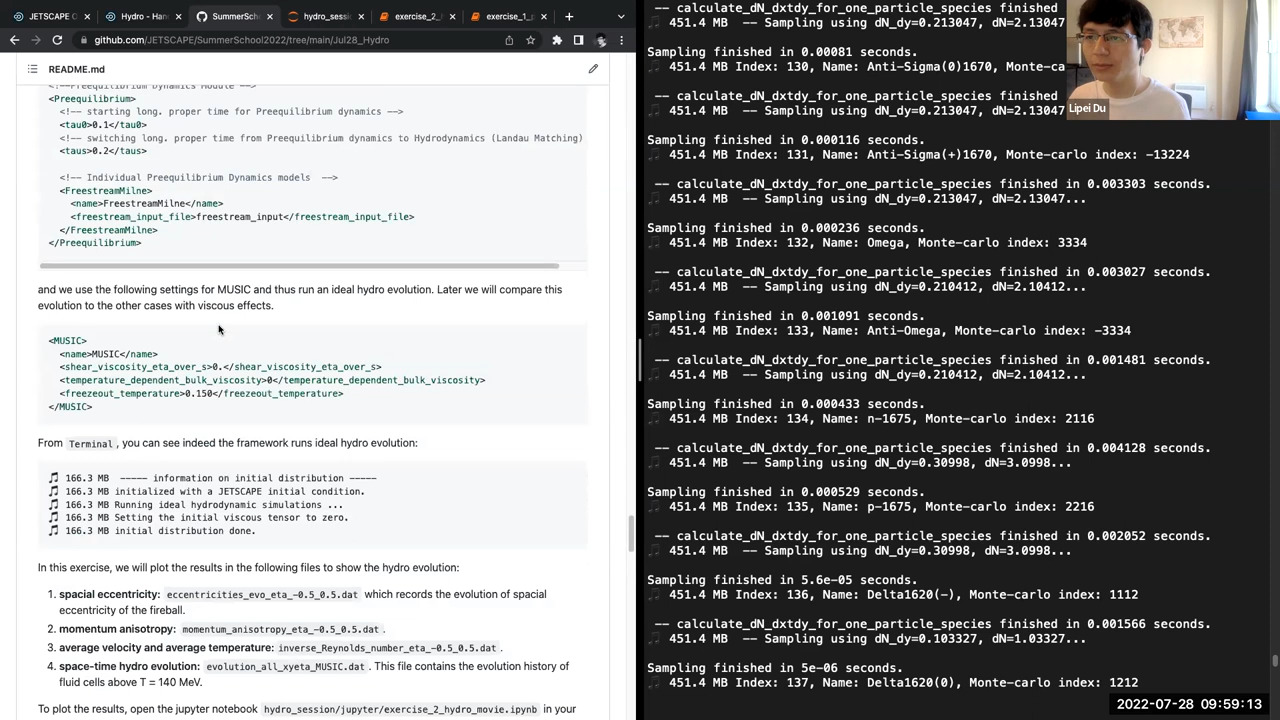 JETSCAPE O
Hydro - Han
SummerSch
hydro_sessi
exercise_2_
exercise_1_p
github.com/JETSCAPE/SummerSchool2022/tree/main/Jul28_Hydro
README.md
<!--Preequilibrium Dynamics Module-->
<Preequilibrium>
<!-- starting long. proper time for Preequilibrium dynamics -->
<tau0>0.1</tau0>
<!-- switching long. proper time from Preequilibrium dynamics to Hydrodynamics (Landau Matching)
<taus>0.2</taus>
<!-- Individual Preequilibrium Dynamics models -->
<FreestreamMilne>
<name>FreestreamMilne</name>
<freestream_input_file>freestream_input</freestream_input_file>
</FreestreamMilne>
</Preequilibrium>
and we use the following settings for MUSIC and thus run an ideal hydro evolution. Later we will compare this
evolution to the other cases with viscous effects.
<MUSIC>
<name>MUSIC</name>
<shear_viscosity_eta_over_s>0.</shear_viscosity_eta_over_s>
<temperature_dependent_bulk_viscosity>0</temperature_dependent_bulk_viscosity>
<freezeout_temperature>0.150</freezeout_temperature>
</MUSIC>
From Terminal, you can see indeed the framework runs ideal hydro evolution:
166.3 MB ----- information on initial distribution -----
166.3 MB initialized with a JETSCAPE initial condition.
166.3 MB Running ideal hydrodynamic simulations ...
166.3 MB Setting the initial viscous tensor to zero.
166.3 MB initial distribution done.
In this exercise, we will plot the results in the following files to show the hydro evolution:
1. spacial eccentricity: eccentricities_evo_eta_-0.5_0.5.dat which records the evolution of spacial
eccentricity of the fireball.
2. momentum anisotropy: momentum_anisotropy_eta_-0.5_0.5.dat.
3. average velocity and average temperature: inverse_Reynolds_number_eta_-0.5_0.5.dat.
4. space-time hydro evolution: evolution_all_xyeta_MUSIC.dat. This file contains the evolution history of
fluid cells above T = 140 MeV.
To plot the results, open the jupyter notebook hydro_session/jupyter/exercise_2_hydro_movie.ipynb in your
-- calculate_dN_dxtdy_for_one_particle_species finished
451.4 MB -- Sampling using dN_dy=0.213047, dN=2.13047
Sampling finished in 0.00081 seconds.
451.4 MB Index: 130, Name: Anti-Sigma(0)1670, Monte-ca
-- calculate_dN_dxtdy_for_one_particle_species finished
451.4 MB -- Sampling using dN_dy=0.213047, dN=2.13047
Sampling finished in 0.000116 seconds.
451.4 MB Index: 131, Name: Anti-Sigma(+)1670, Monte-carlo index: -13224
-- calculate_dN_dxtdy_for_one_particle_species finished in 0.003303 seconds.
451.4 MB -- Sampling using dN_dy=0.213047, dN=2.13047...
Sampling finished in 0.000236 seconds.
451.4 MB Index: 132, Name: Omega, Monte-carlo index: 3334
-- calculate_dN_dxtdy_for_one_particle_species finished in 0.003027 seconds.
451.4 MB -- Sampling using dN_dy=0.210412, dN=2.10412...
Sampling finished in 0.001091 seconds.
451.4 MB Index: 133, Name: Anti-Omega, Monte-carlo index: -3334
-- calculate_dN_dxtdy_for_one_particle_species finished in 0.001481 seconds.
451.4 MB -- Sampling using dN_dy=0.210412, dN=2.10412...
Sampling finished in 0.000433 seconds.
451.4 MB Index: 134, Name: n-1675, Monte-carlo index: 2116
-- calculate_dN_dxtdy_for_one_particle_species finished in 0.004128 seconds.
451.4 MB -- Sampling using dN_dy=0.30998, dN=3.0998...
Sampling finished in 0.000529 seconds.
451.4 MB Index: 135, Name: p-1675, Monte-carlo index: 2216
-- calculate_dN_dxtdy_for_one_particle_species finished in 0.002052 seconds.
451.4 MB -- Sampling using dN_dy=0.30998, dN=3.0998...
Sampling finished in 5.6e-05 seconds.
451.4 MB Index: 136, Name: Delta1620(-), Monte-carlo index: 1112
-- calculate_dN_dxtdy_for_one_particle_species finished in 0.001566 seconds.
451.4 MB -- Sampling using dN_dy=0.103327, dN=1.03327...
Sampling finished in 5e-06 seconds.
451.4 MB Index: 137, Name: Delta1620(0), Monte-carlo index: 1212
Lipei Du
2022-07-28 09:59:13